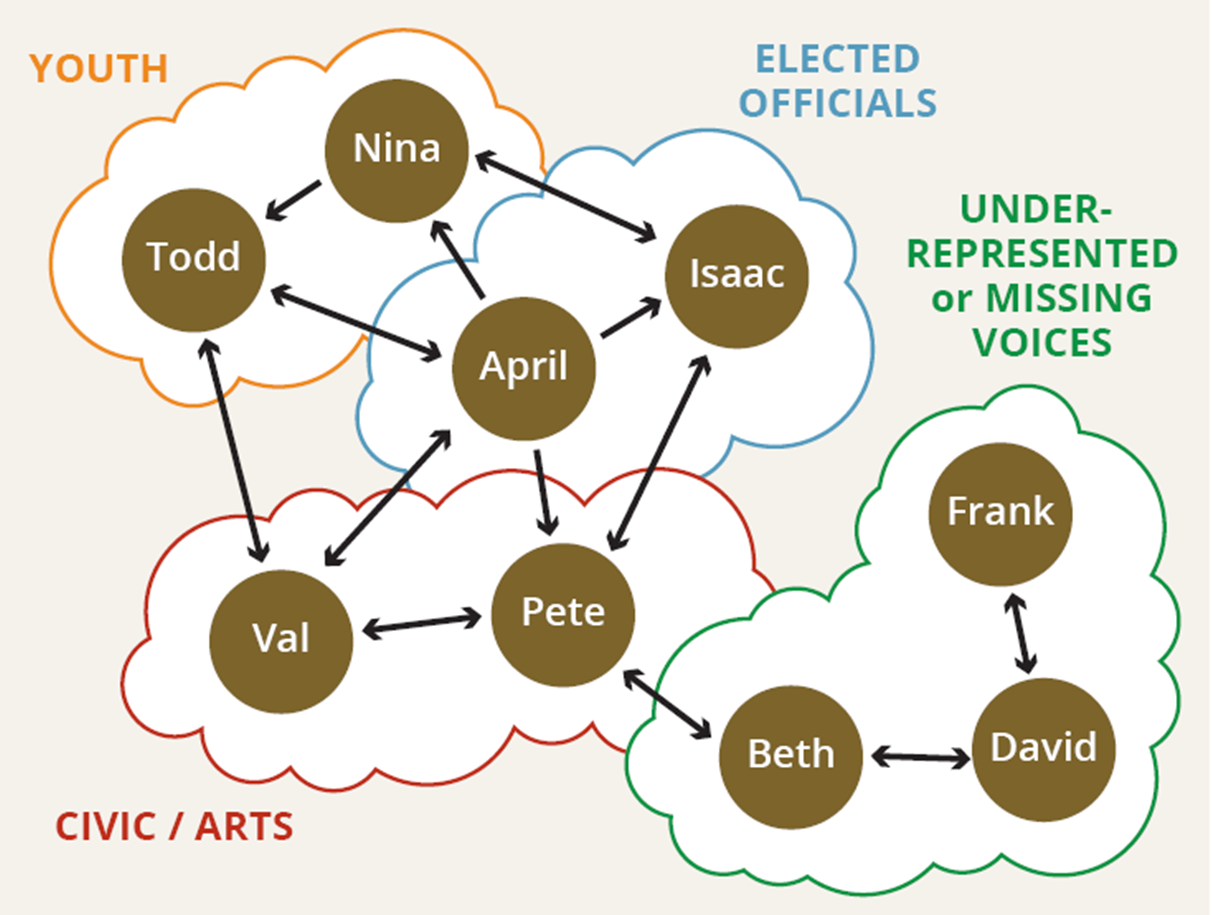 YOUTH
ELECTED
OFFICIALS
UNDER-
REPRESENTED
or MISSING
VOICES
Nina
Todd
Isaac
April
Frank
Val
Pete
Beth
David
CIVIC / ARTS